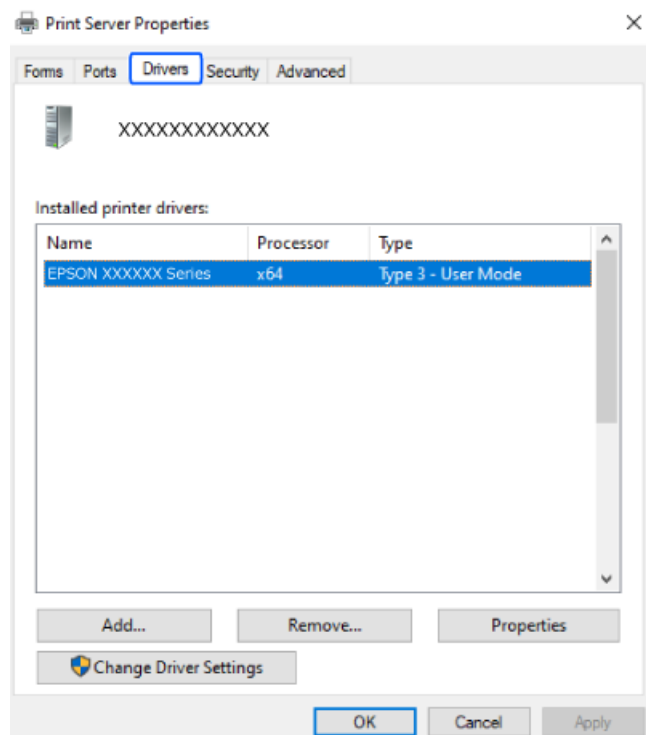 Print Server Properties
Forms Ports Drivers Security Advanced
XXXXXXXXXXXX
Installed printer drivers:
Name Processor Type
EPSON XXXXXX Series x64 Type 3 - User Mode
Add... Remove... Properties
Change Driver Settings
OK Cancel Apply